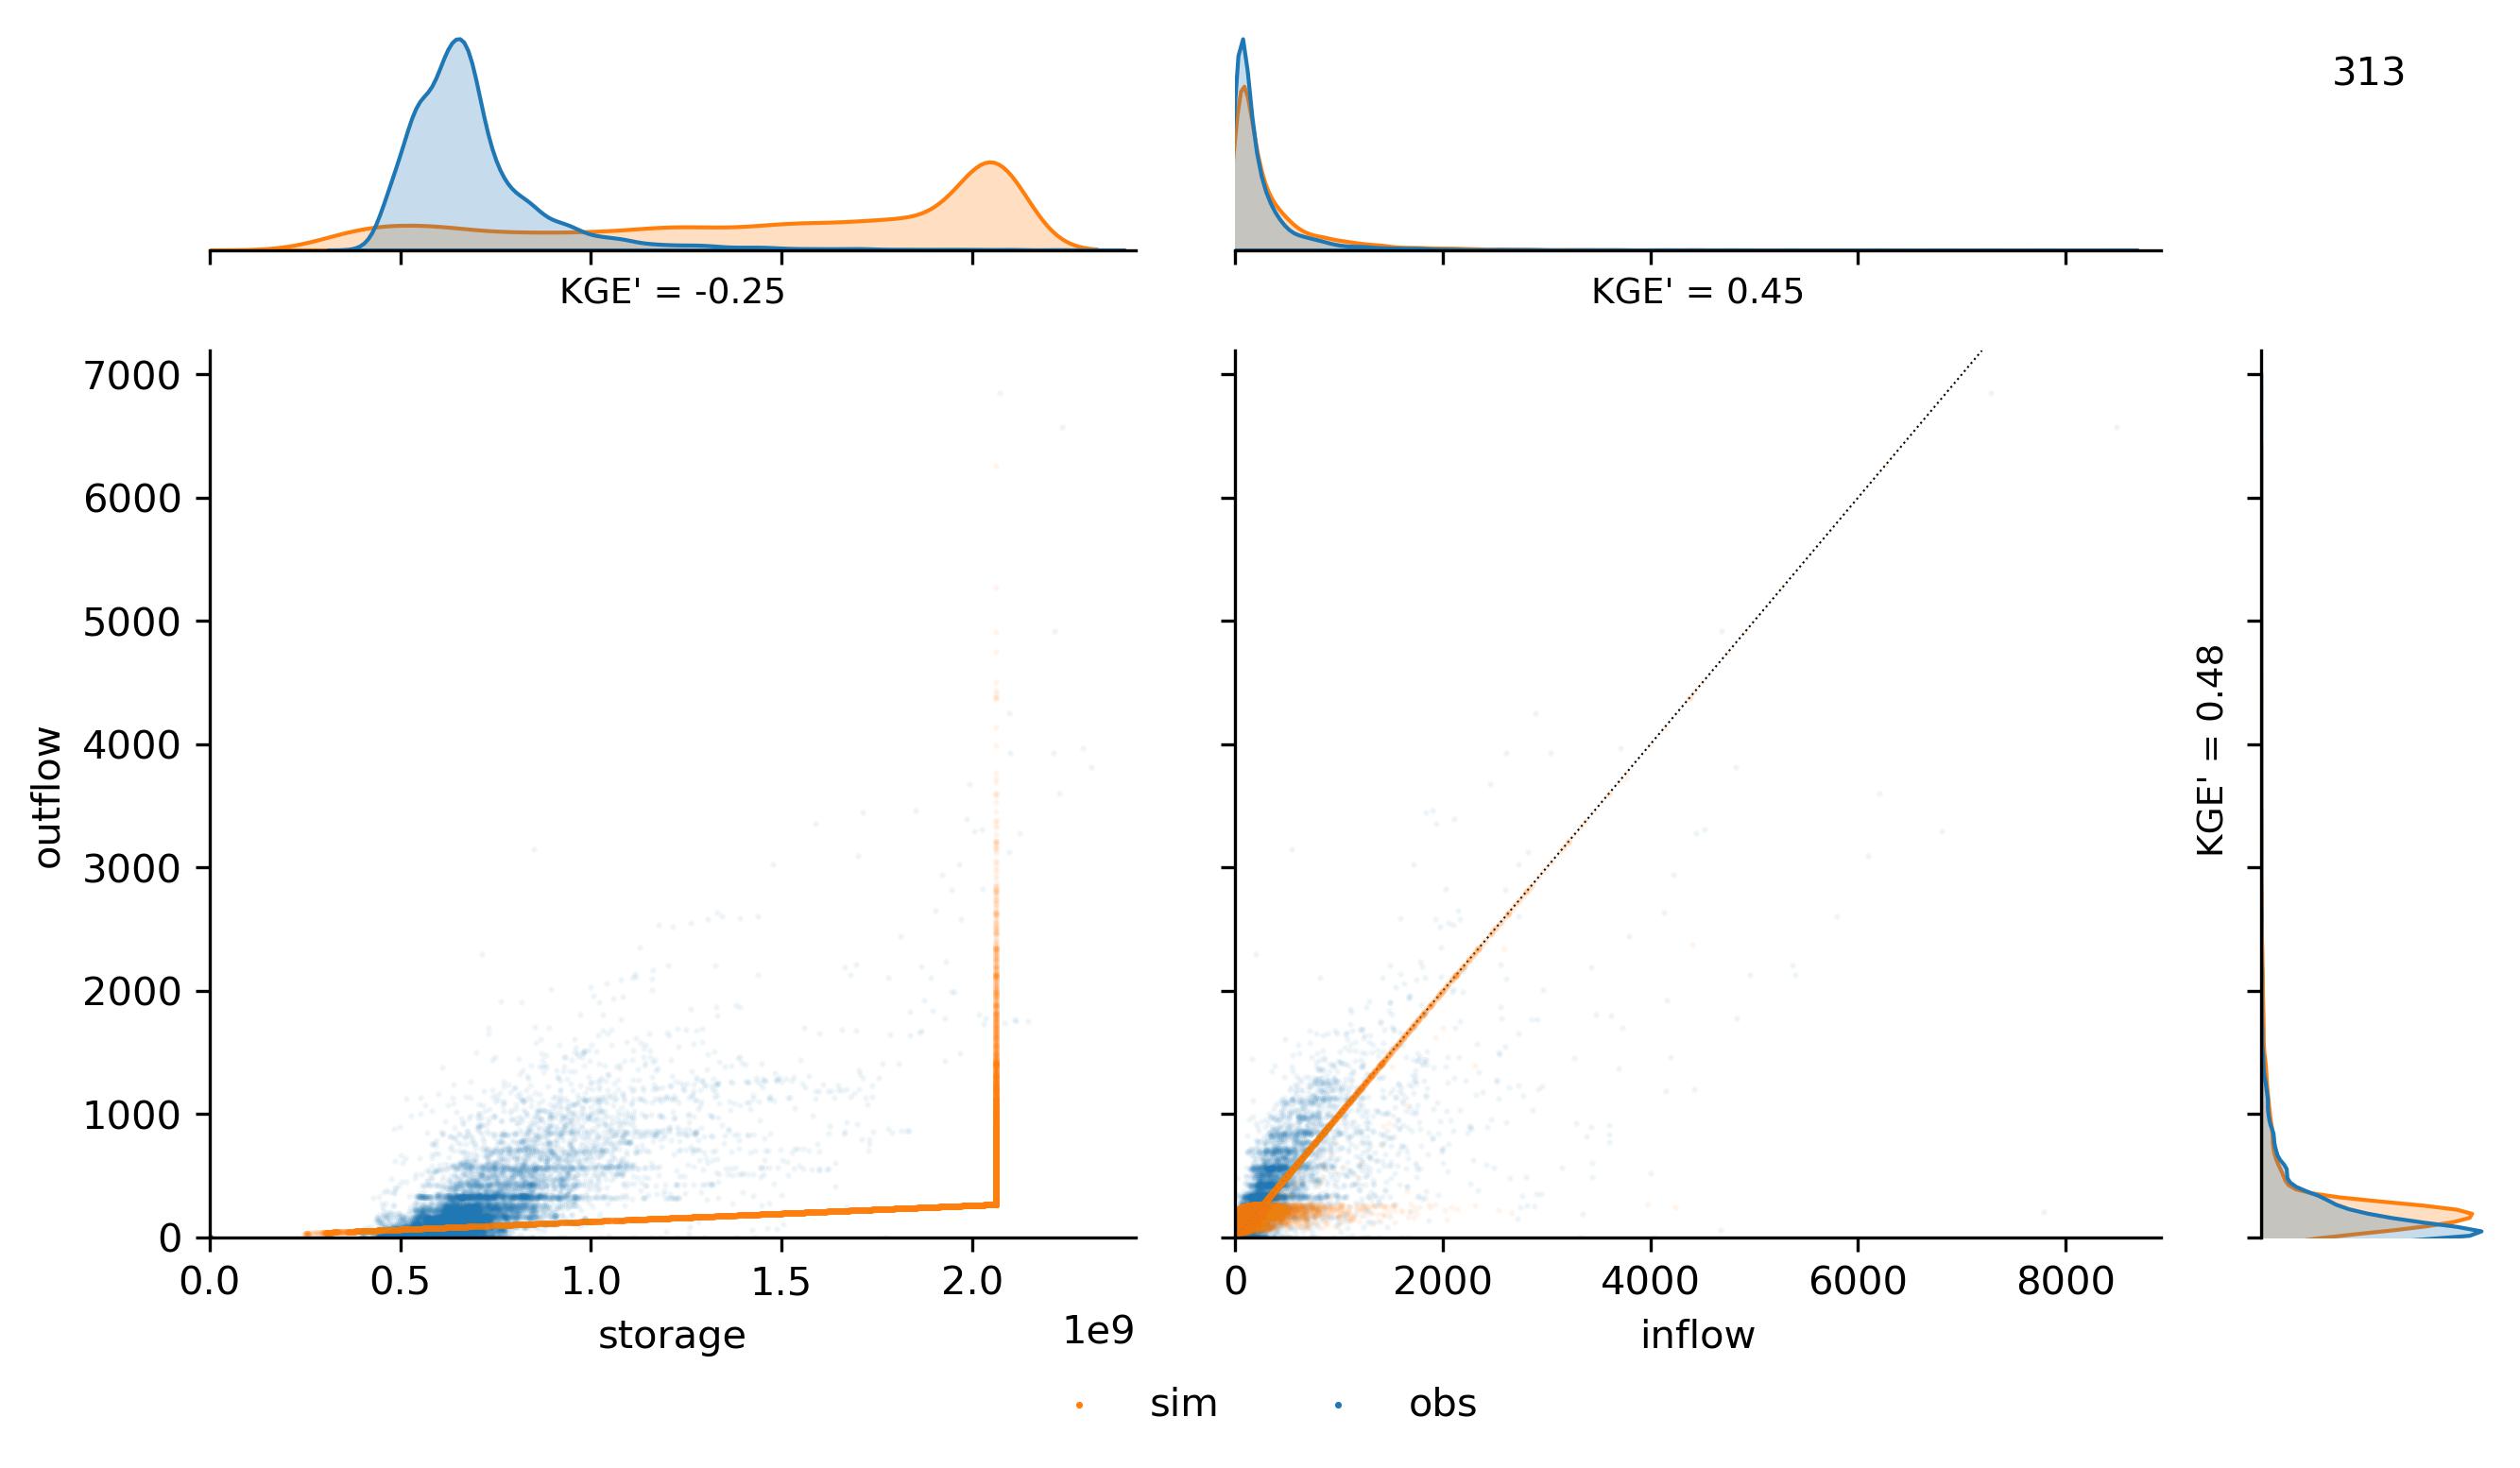 313
KGE' = -0.25
KGE' = 0.45
7000
6000
5000
4000
3000
2000
1000
0
outflow
KGE' = 0.48
0.0 0.5 1.0 1.5 2.0
1e9
storage
0 2000 4000 6000 8000
inflow
sim obs